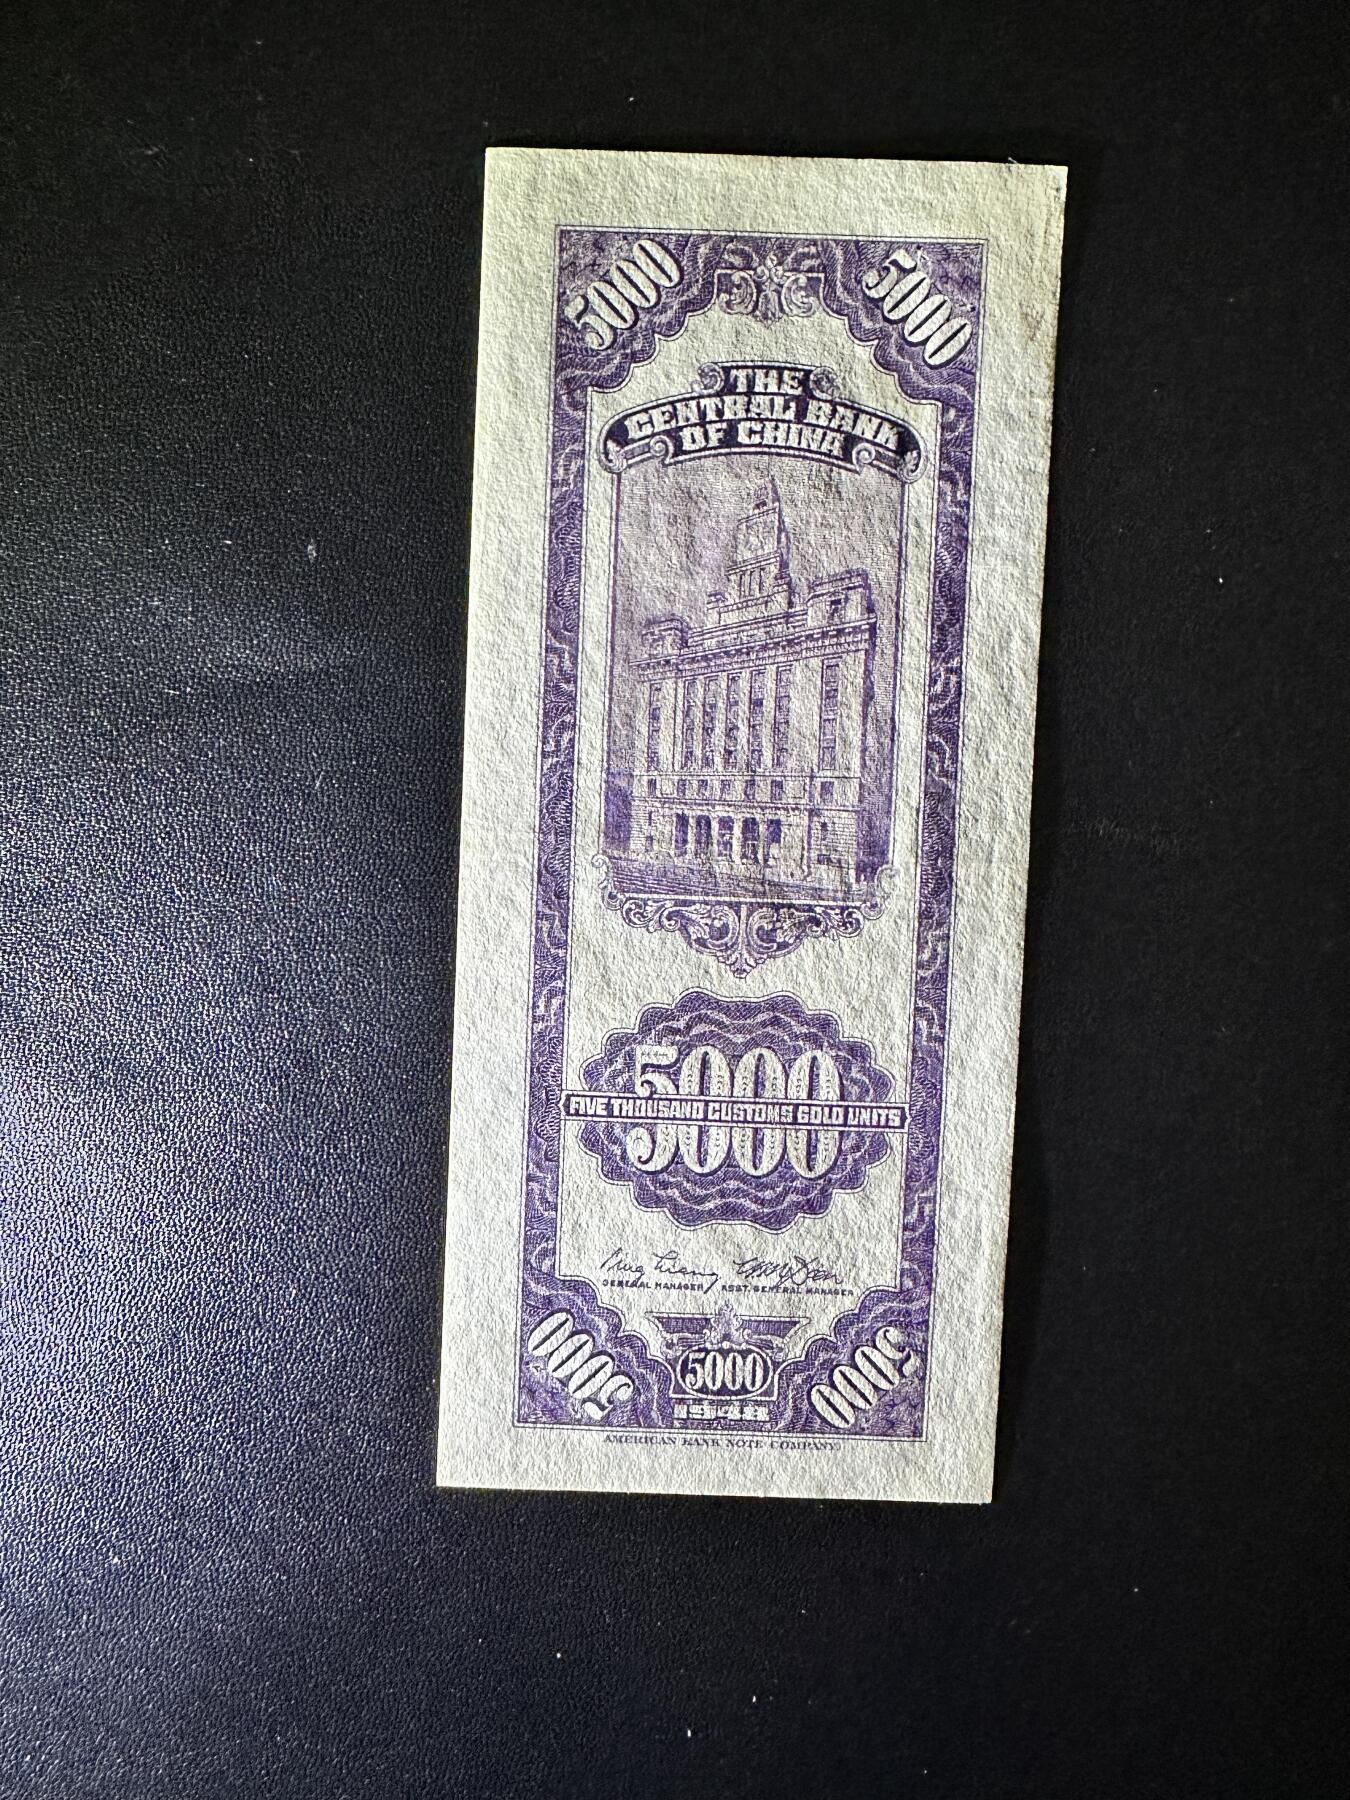 5000 5000
THE
CENTRAL BANK
OF CHINA
5000
FIVE THOUSAND CUSTOMS GOLD UNITS
5000
GENERAL MANAGER ASST. GENERAL MANAGER
5000 5000 5000
1948
AMERICAN BANK NOTE COMPANY